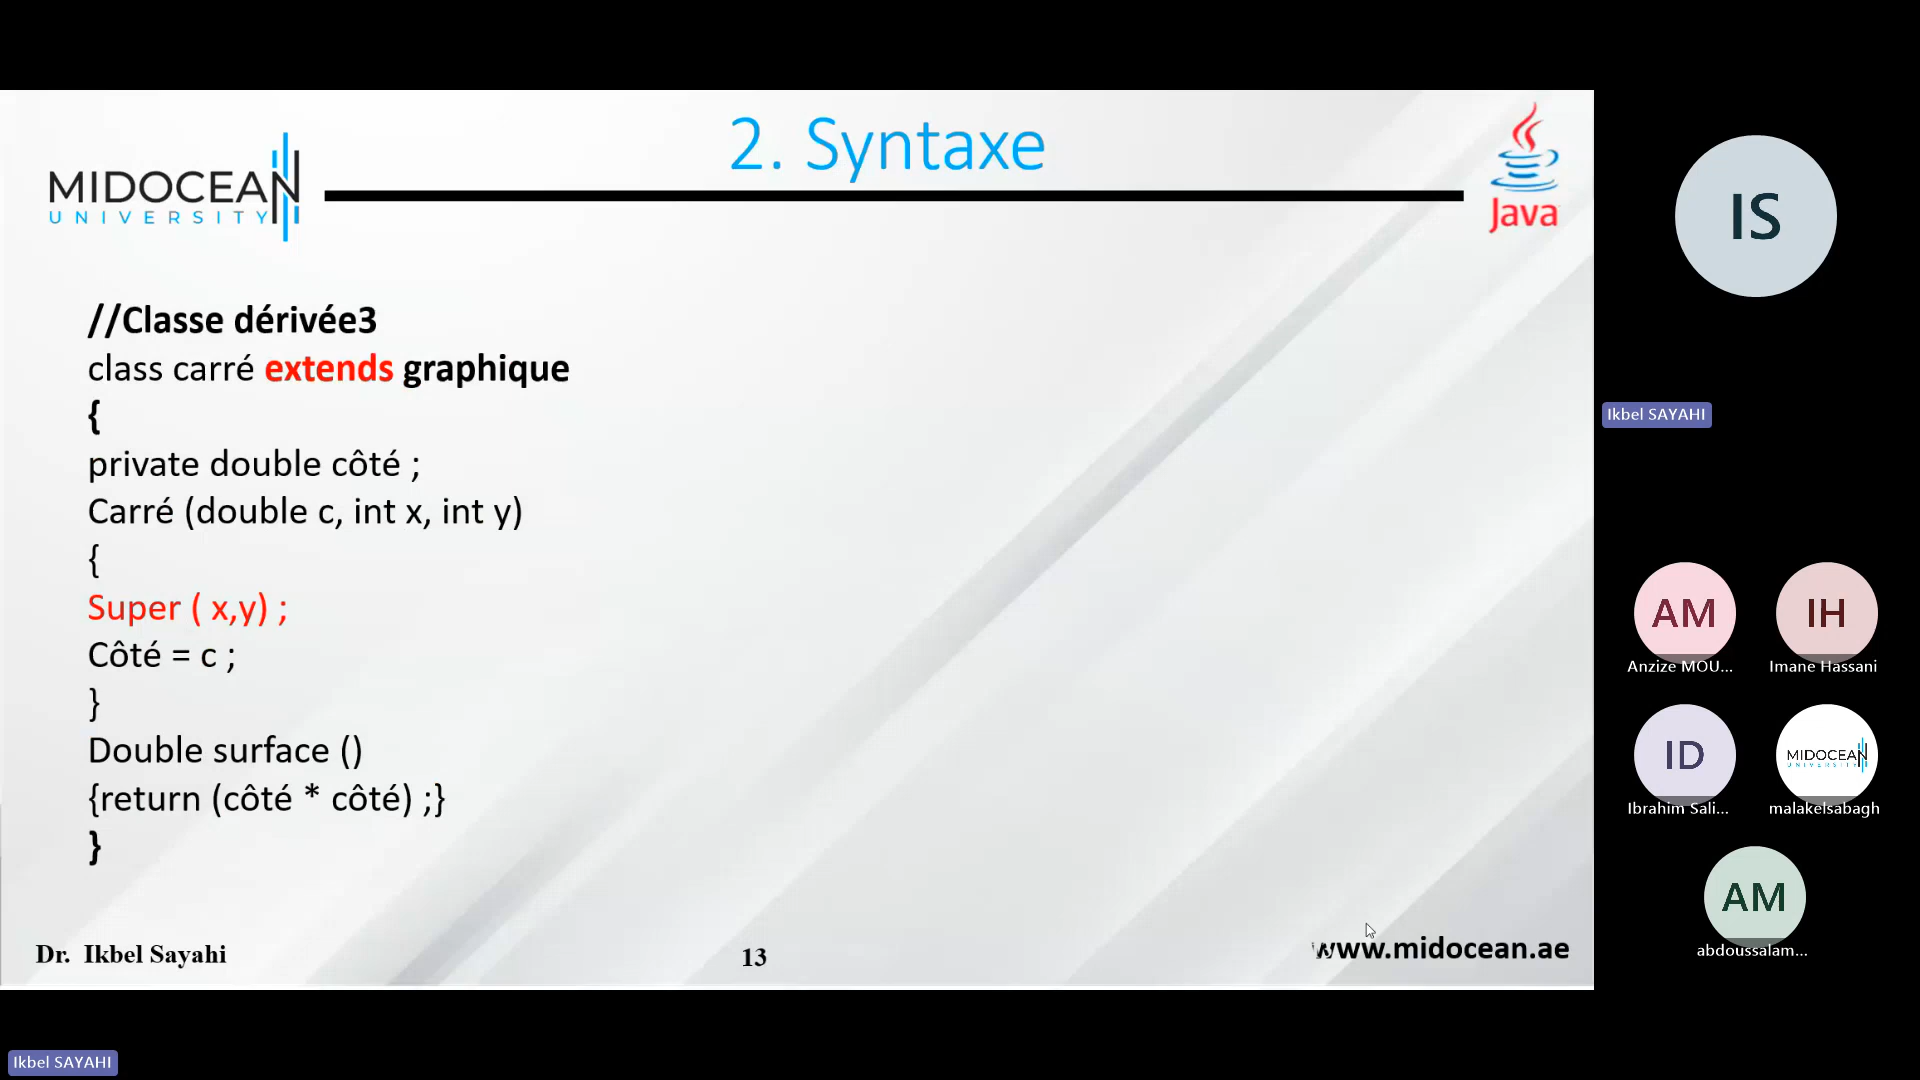 2. Syntaxe
MIDOCEAN
UNIVERSITY
Java
//Classe dérivée3
class carré extends graphique
{
private double côté ;
Carré (double c, int x, int y)
{
Super ( x,y) ;
Côté = c ;
}
Double surface ()
{return (côté * côté) ;}
}
Dr. Ikbel Sayahi
13
www.midocean.ae
IS
Ikbel SAYAHI
AM
IH
Anzize MOU...
Imane Hassani
ID
MIDOCEAN
UNIVERSITY
Ibrahim Sali...
malakelsabagh
AM
abdoussalam...
Ikbel SAYAHI